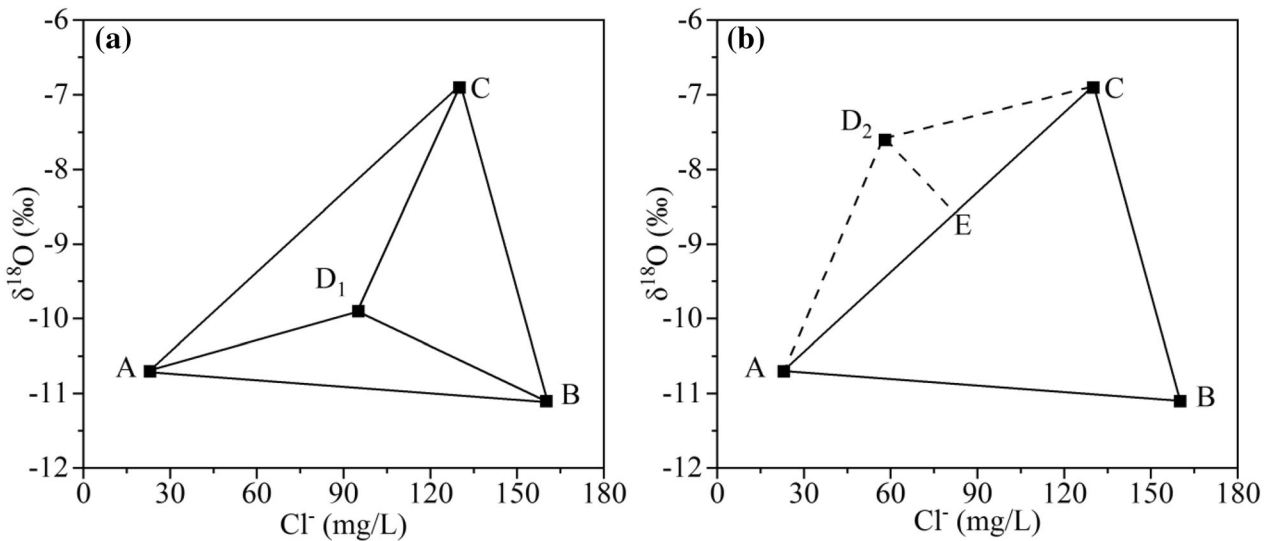 (a)
-6
-7
-8
-9
-10
-11
-12
δ¹⁸O (‰)
C
D₁
A
B
0 30 60 90 120 150 180
Cl⁻ (mg/L)
(b)
-6
-7
-8
-9
-10
-11
-12
δ¹⁸O (‰)
C
D₂
E
A
B
0 30 60 90 120 150 180
Cl⁻ (mg/L)